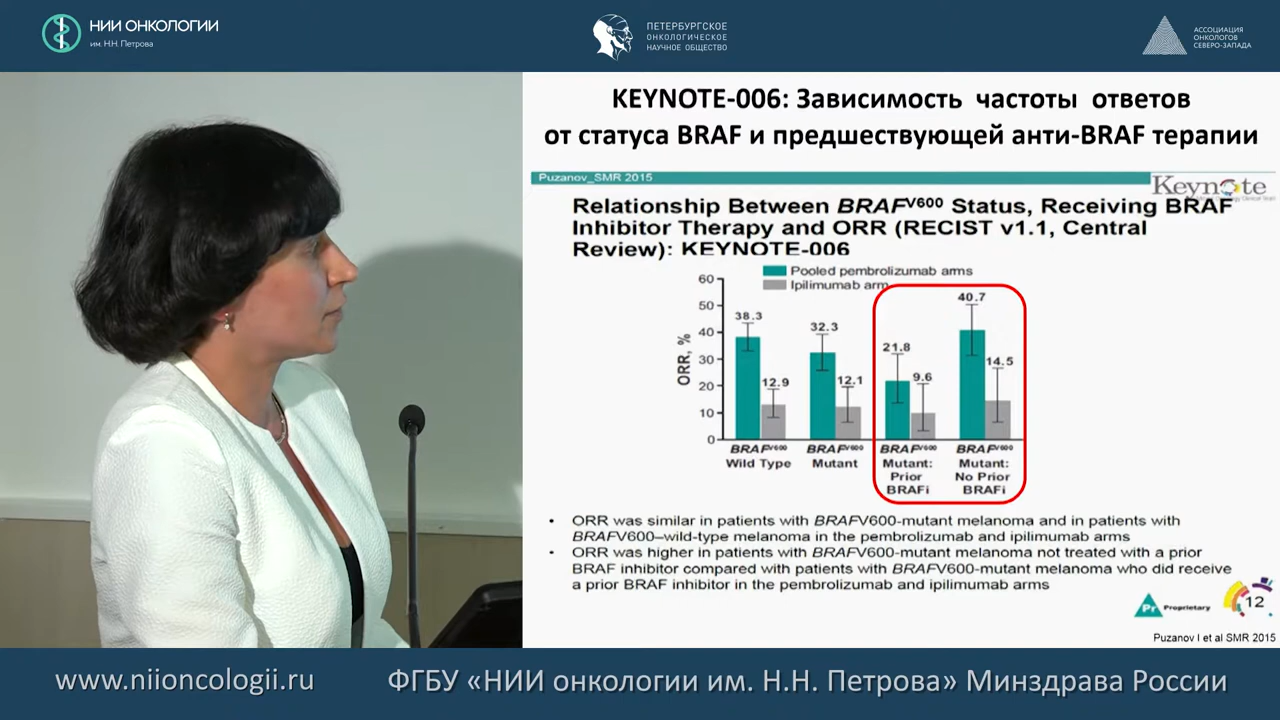 НИИ ОНКОЛОГИИ
им. Н.Н. Петрова
ПЕТЕРБУРГСКОЕ
ОНКОЛОГИЧЕСКОЕ
НАУЧНОЕ ОБЩЕСТВО
АССОЦИАЦИЯ
ОНКОЛОГОВ
СЕВЕРО-ЗАПАДА
KEYNOTE-006: Зависимость частоты ответов
от статуса BRAF и предшествующей анти-BRAF терапии
Puzanov_SMR 2015
Keynote
Relationship Between BRAFV600 Status, Receiving BRAF
Inhibitor Therapy and ORR (RECIST v1.1, Central
Review): KEYNOTE-006
Pooled pembrolizumab arms
Ipilimumab arm
ORR, %
60
50
40
30
20
10
0
38.3
12.9
32.3
12.1
21.8
9.6
40.7
14.5
BRAFV600
Wild Type
BRAFV600
Mutant
BRAFV600
Mutant:
Prior
BRAFi
BRAFV600
Mutant:
No Prior
BRAFi
• ORR was similar in patients with BRAFV600-mutant melanoma and in patients with
BRAFV600–wild-type melanoma in the pembrolizumab and ipilimumab arms
• ORR was higher in patients with BRAFV600-mutant melanoma not treated with a prior
BRAF inhibitor compared with patients with BRAFV600-mutant melanoma who did receive
a prior BRAF inhibitor in the pembrolizumab and ipilimumab arms
Pr Proprietary
12
Puzanov I et al SMR 2015
www.niioncologii.ru
ФГБУ «НИИ онкологии им. Н.Н. Петрова» Минздрава России